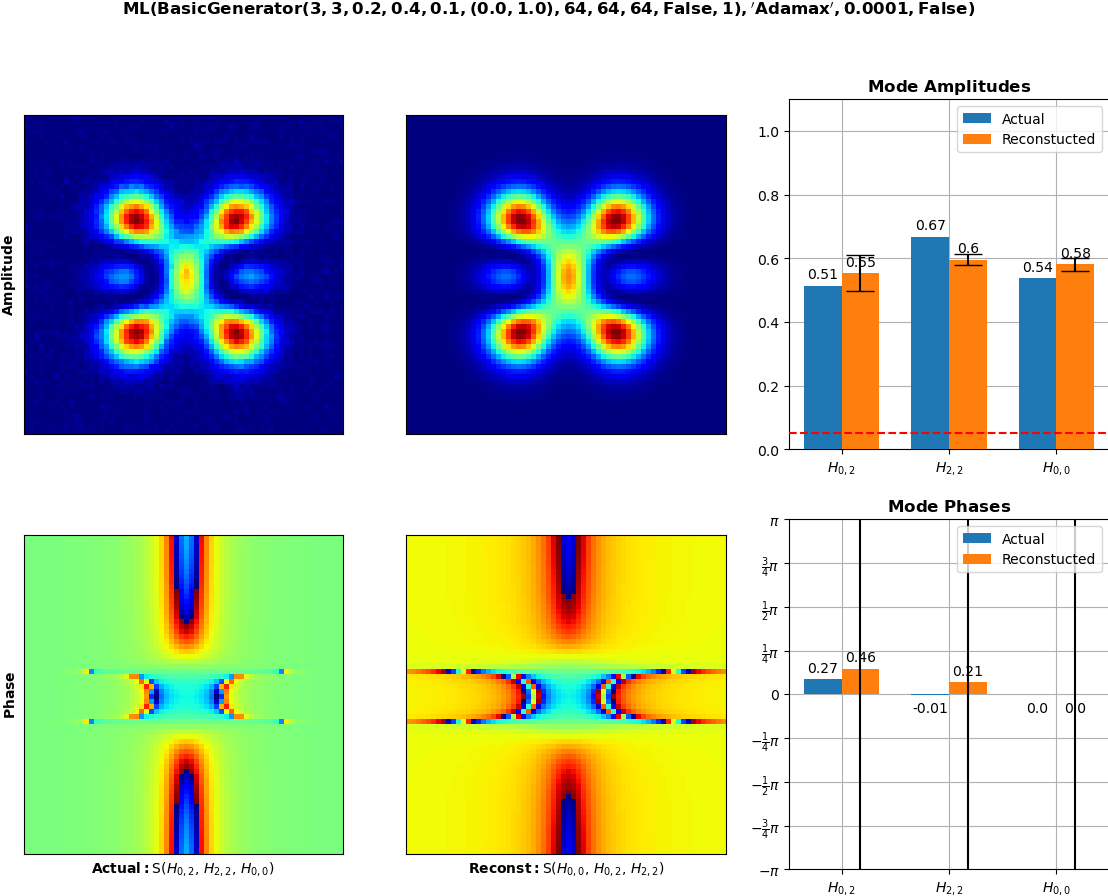 ML(BasicGenerator(3, 3, 0.2, 0.4, 0.1, (0.0, 1.0), 64, 64, 64, False, 1), ′Adamax′, 0.0001, False)
Amplitude
Mode Amplitudes
Actual
Reconstucted
1.0
0.8
0.6
0.4
0.2
0.0
0.51
0.55
0.67
0.6
0.54
0.58
H0,2
H2,2
H0,0
Phase
Actual: S(H0,2, H2,2, H0,0)
Reconst: S(H0,0, H0,2, H2,2)
Mode Phases
Actual
Reconstucted
π
3/4π
1/2π
1/4π
0
−1/4π
−1/2π
−3/4π
−π
0.27
0.46
-0.01
0.21
0.0
0.0
H0,2
H2,2
H0,0